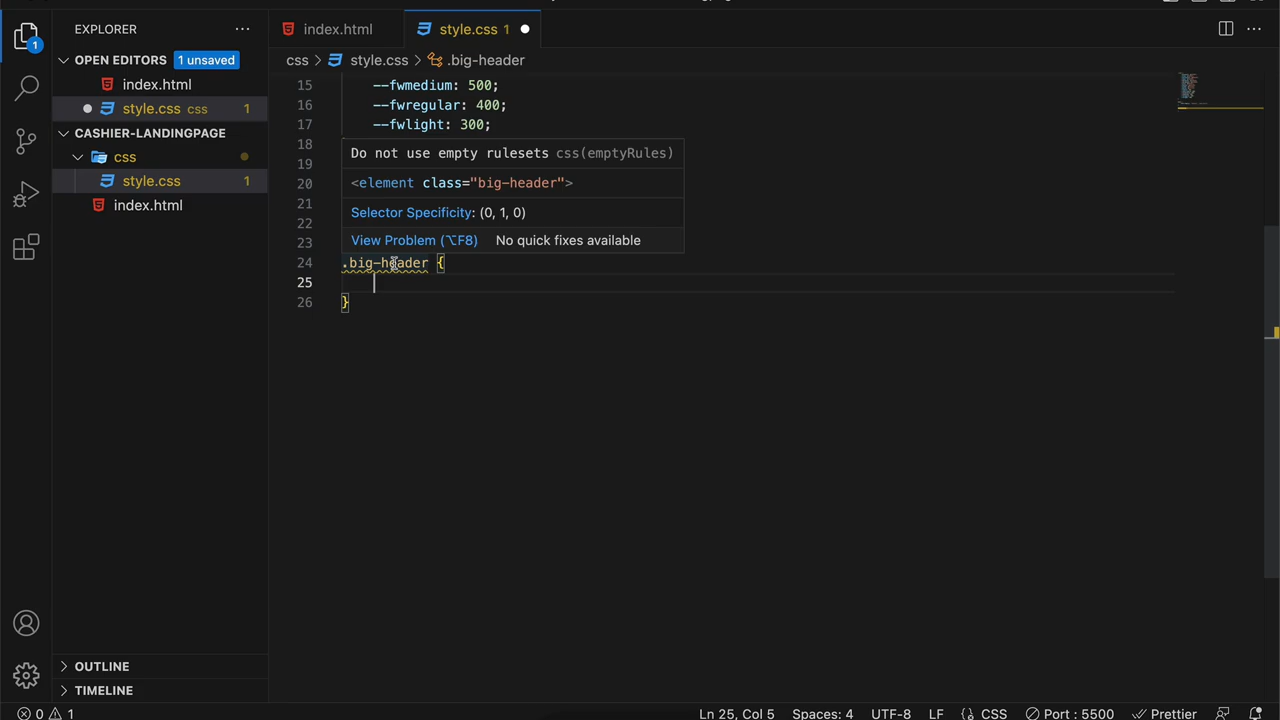 EXPLORER
index.html
style.css 1
OPEN EDITORS 1 unsaved
css > style.css > .big-header
index.html
style.css css 1
CASHIER-LANDINGPAGE
css
style.css 1
index.html
15 --fwmedium: 500;
16 --fwregular: 400;
17 --fwlight: 300;
18
19 Do not use empty rulesets css(emptyRules)
20 <element class="big-header">
21 Selector Specificity: (0, 1, 0)
22
23 View Problem (⌥F8) No quick fixes available
24 .big-header {
25
26 }
OUTLINE
TIMELINE
1
0 1
Ln 25, Col 5 Spaces: 4 UTF-8 LF {} CSS Port : 5500 Prettier